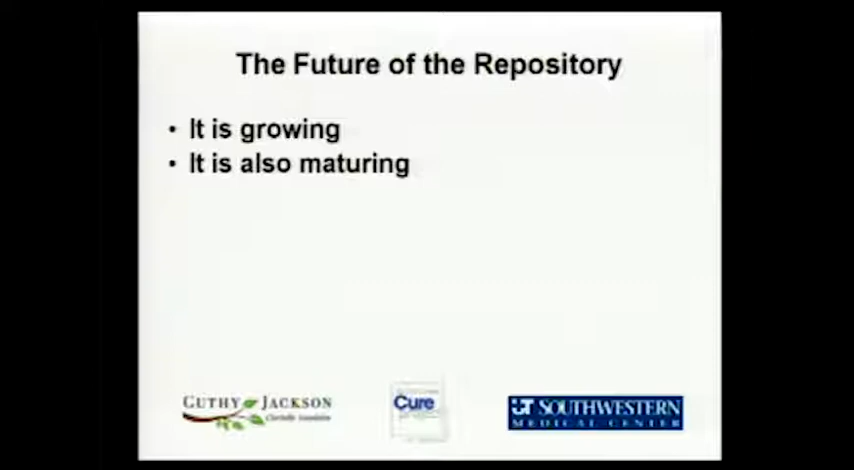 The Future of the Repository
• It is growing
• It is also maturing
GUTHY JACKSON
Charitable Foundation
Cure
UT SOUTHWESTERN
MEDICAL CENTER